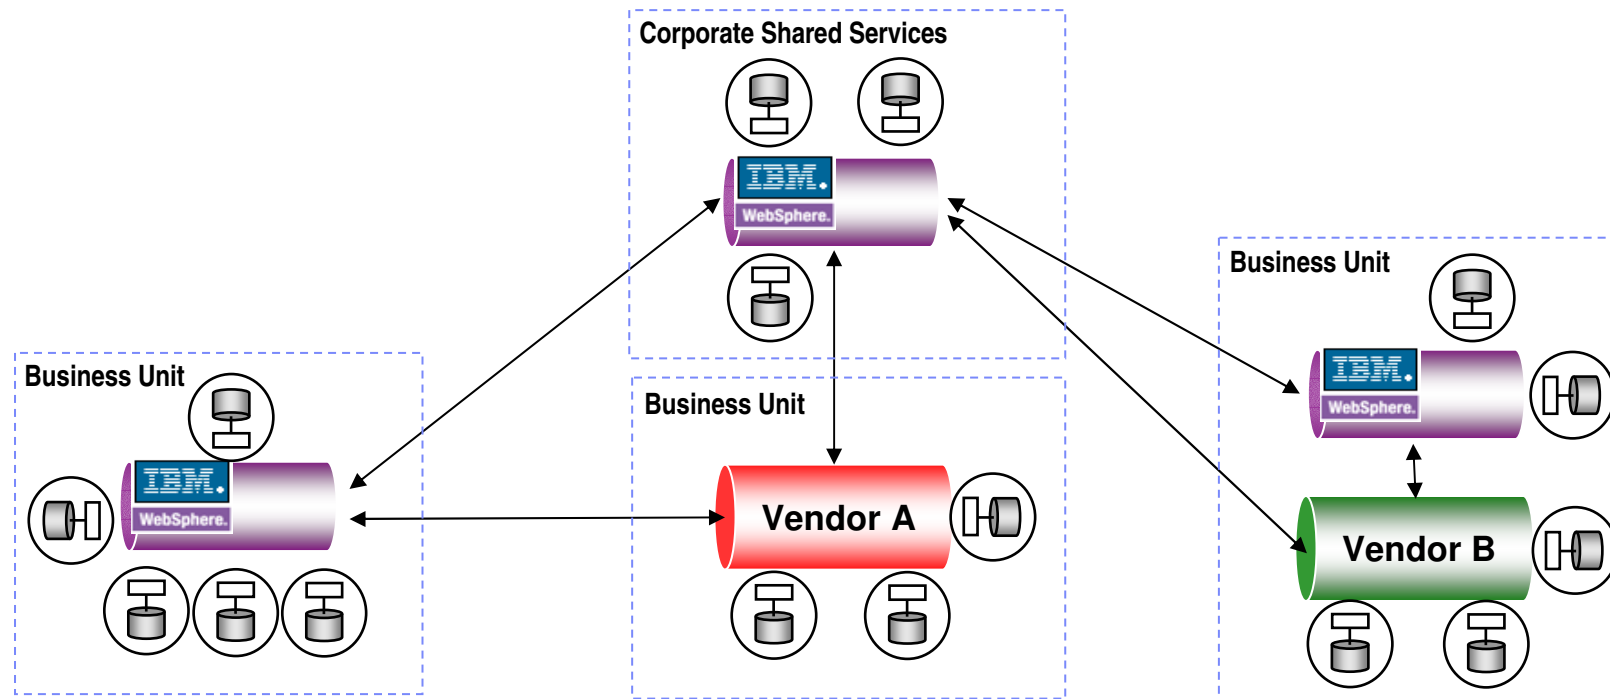 Corporate Shared Services
IBM.
WebSphere.
Business Unit
IBM.
WebSphere.
Business Unit
IBM.
WebSphere.
Business Unit
Vendor A
Vendor B